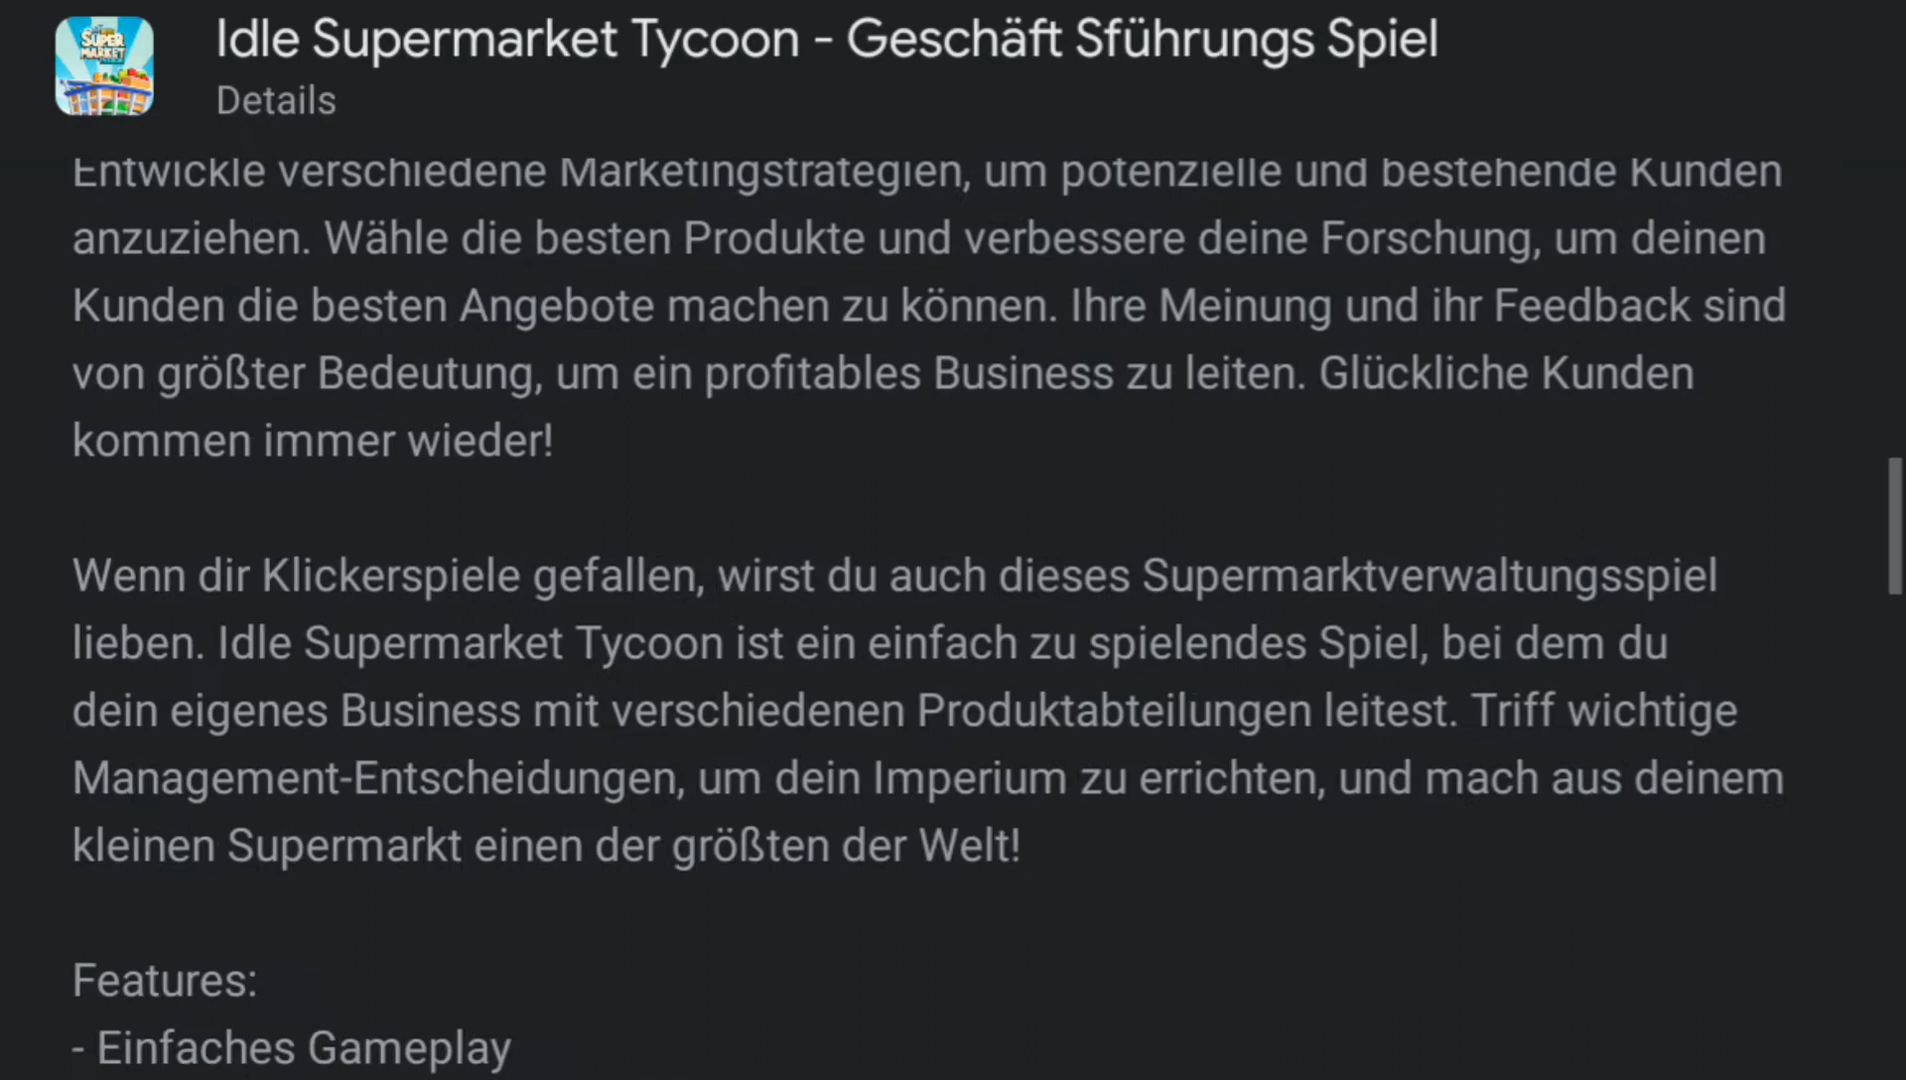 SUPER
MARKET
Idle Supermarket Tycoon - Geschäft Sführungs Spiel
Details
Entwickle verschiedene Marketingstrategien, um potenzielle und bestehende Kunden
anzuziehen. Wähle die besten Produkte und verbessere deine Forschung, um deinen
Kunden die besten Angebote machen zu können. Ihre Meinung und ihr Feedback sind
von größter Bedeutung, um ein profitables Business zu leiten. Glückliche Kunden
kommen immer wieder!
Wenn dir Klickerspiele gefallen, wirst du auch dieses Supermarktverwaltungsspiel
lieben. Idle Supermarket Tycoon ist ein einfach zu spielendes Spiel, bei dem du
dein eigenes Business mit verschiedenen Produktabteilungen leitest. Triff wichtige
Management-Entscheidungen, um dein Imperium zu errichten, und mach aus deinem
kleinen Supermarkt einen der größten der Welt!
Features:
- Einfaches Gameplay